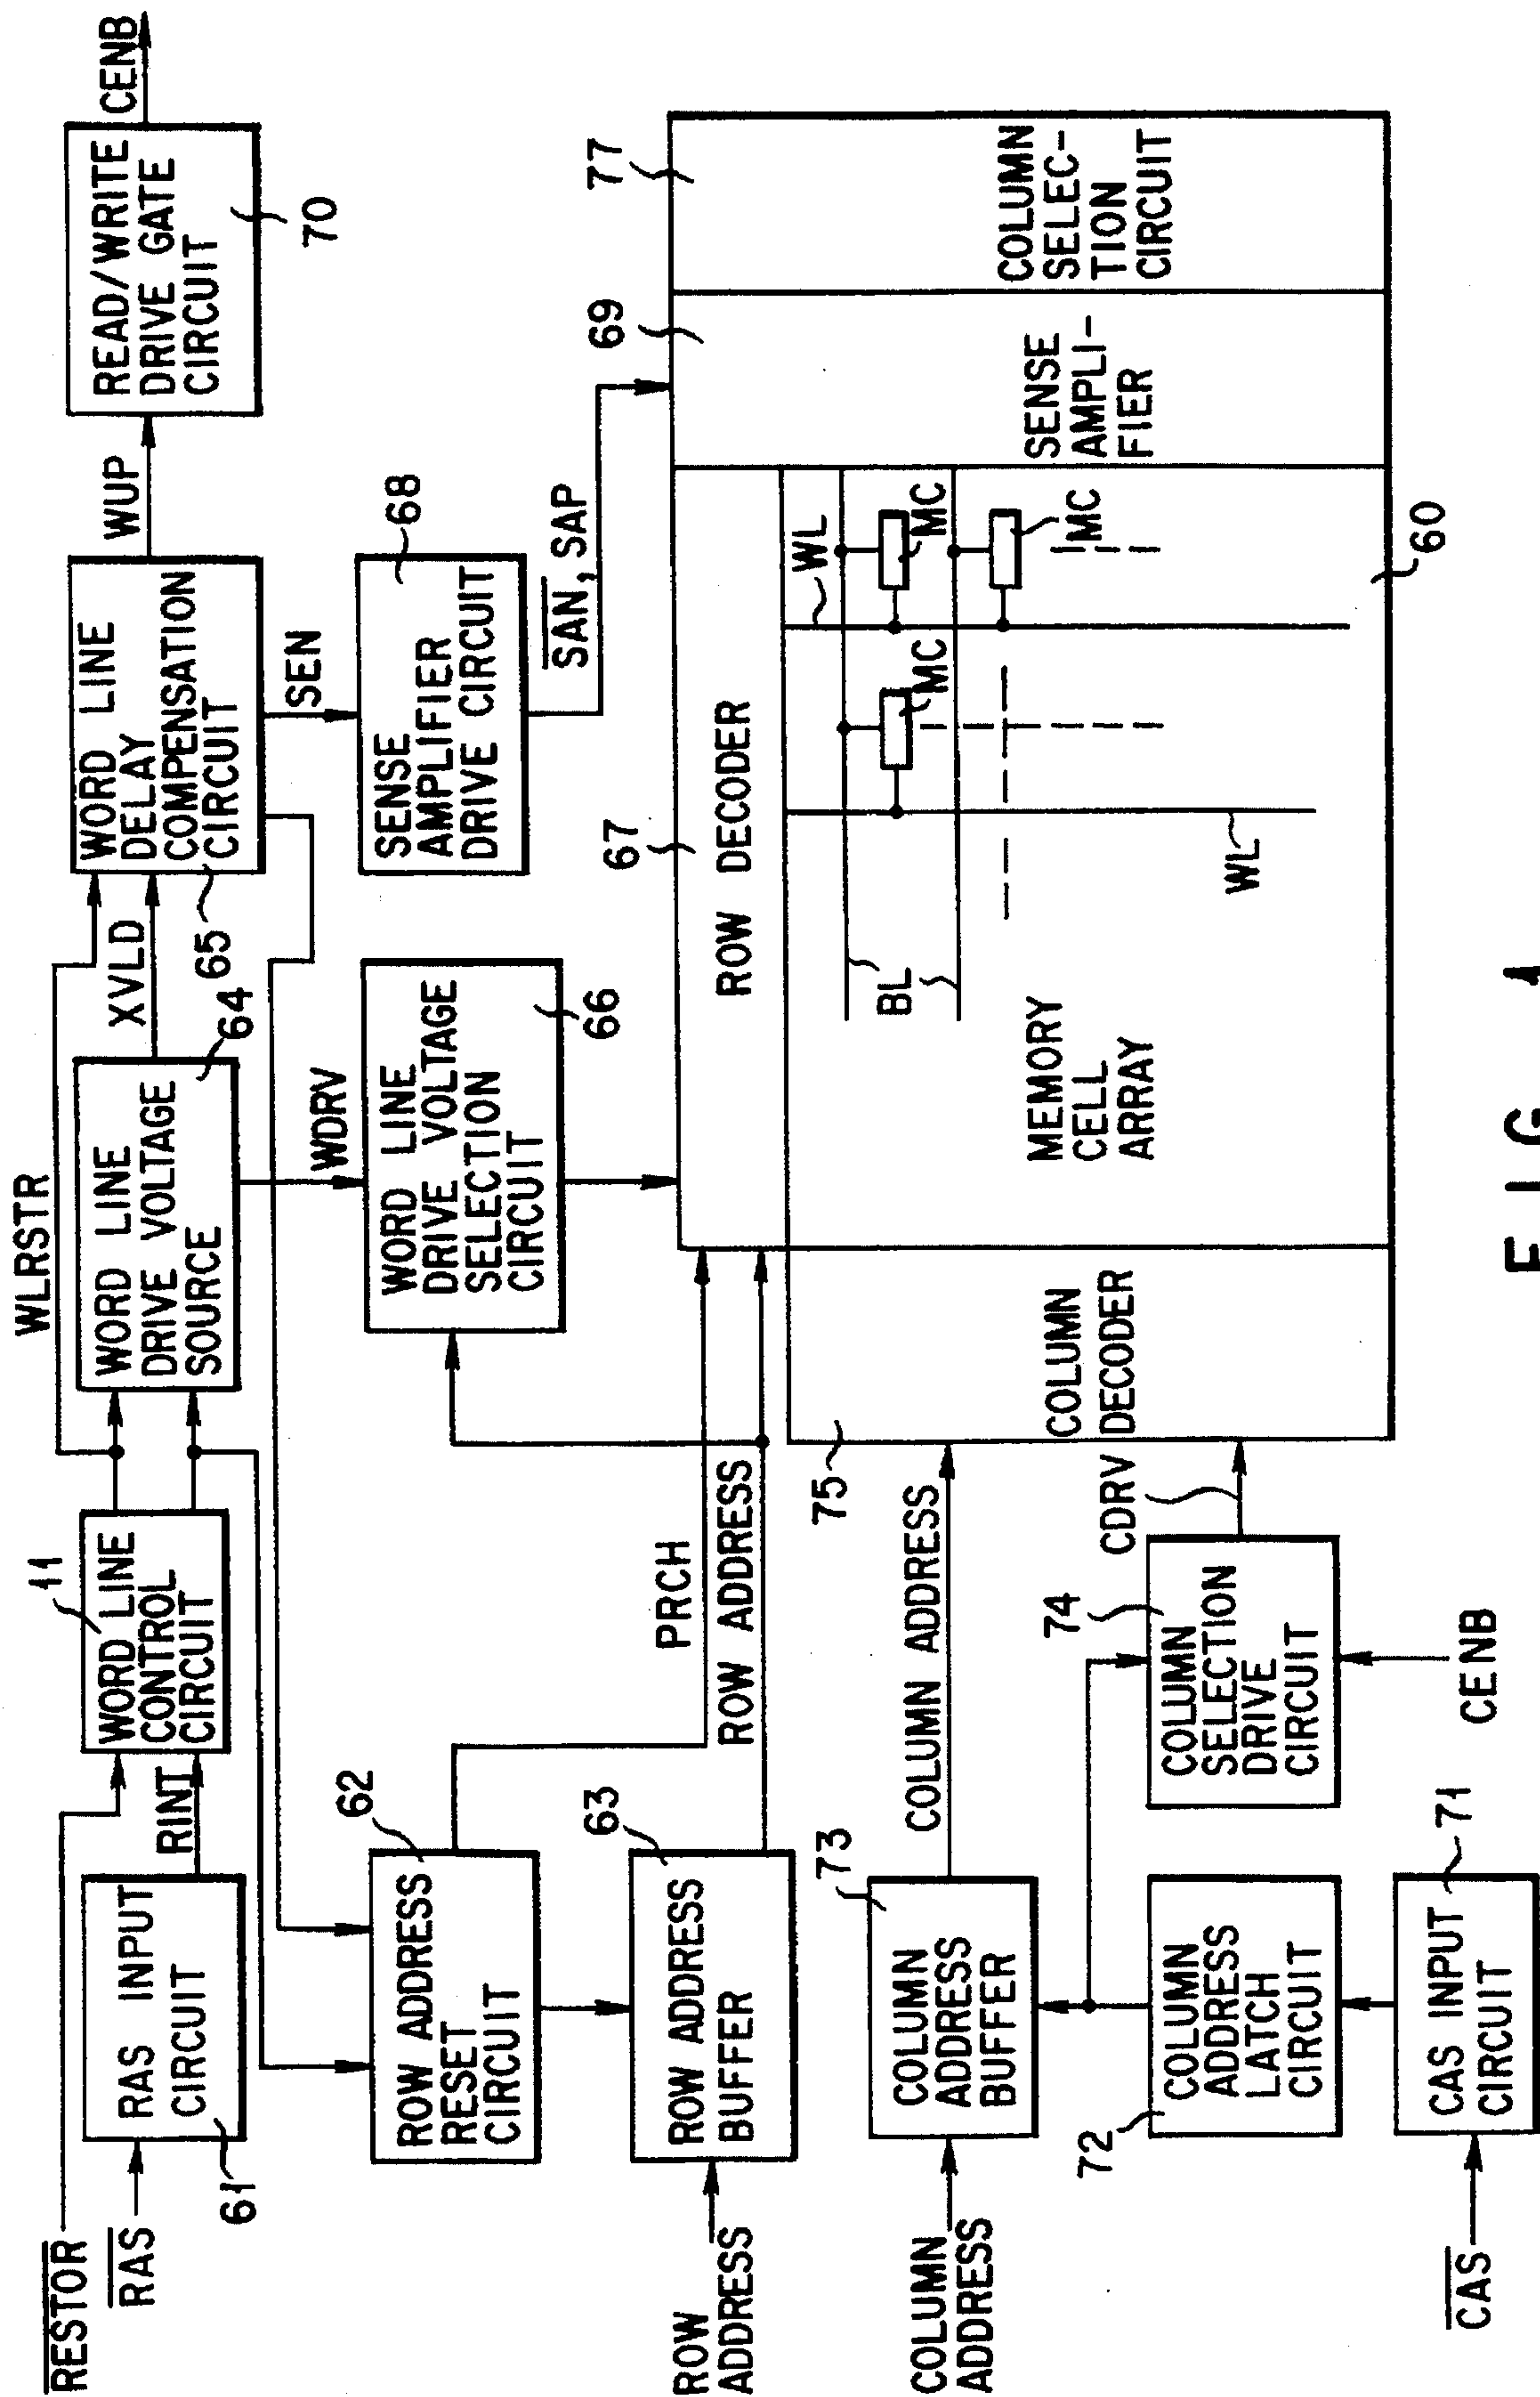 RESTOR
RAS
RAS INPUT
CIRCUIT
61
RINT
WORD LINE
CONTROL
CIRCUIT
11
WLRSTR
WORD LINE
DRIVE VOLTAGE
SOURCE
64
XVLD
WORD LINE
DELAY
COMPENSATION
CIRCUIT
65
WUP
READ/WRITE
DRIVE GATE
CIRCUIT
70
CENB
ROW ADDRESS
RESET
CIRCUIT
62
WDRV
WORD LINE
DRIVE VOLTAGE
SELECTION
CIRCUIT
66
SEN
SENSE
AMPLIFIER
DRIVE CIRCUIT
68
SAN, SAP
ROW
ADDRESS
ROW ADDRESS
BUFFER
63
PRCH
ROW ADDRESS
67
ROW DECODER
69
SENSE
AMPLI-
FIER
77
COLUMN
SELEC-
TION
CIRCUIT
WL
MC
MC
MC
BL
WL
MEMORY
CELL
ARRAY
60
COLUMN
ADDRESS
COLUMN
ADDRESS
BUFFER
73
COLUMN ADDRESS
75
COLUMN
DECODER
COLUMN
ADDRESS
LATCH
CIRCUIT
72
COLUMN
SELECTION
DRIVE
CIRCUIT
74
CDRV
CENB
CAS
CAS INPUT
CIRCUIT
71